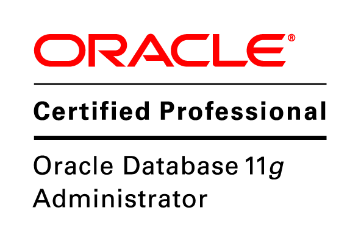 ORACLE®
Certified Professional
Oracle Database 11g
Administrator